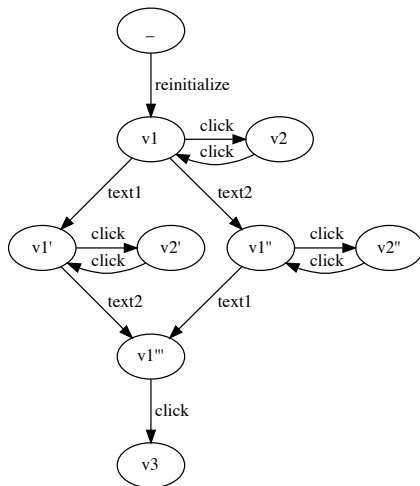 _
reinitialize
v1
click
click
v2
text1
text2
v1'
click
click
v2'
v1''
click
click
v2''
text2
text1
v1'''
click
v3